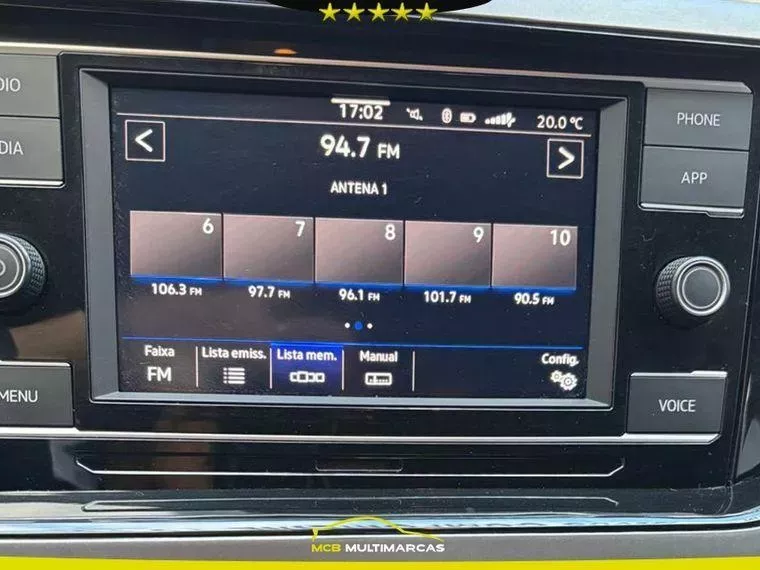 17:02
20.0 °C
94.7 FM
ANTENA 1
6 7 8 9 10
106.3 FM 97.7 FM 96.1 FM 101.7 FM 90.5 FM
Faixa Lista emiss. Lista mem. Manual Config.
FM
PHONE
APP
MENU
VOICE
MCB MULTIMARCAS